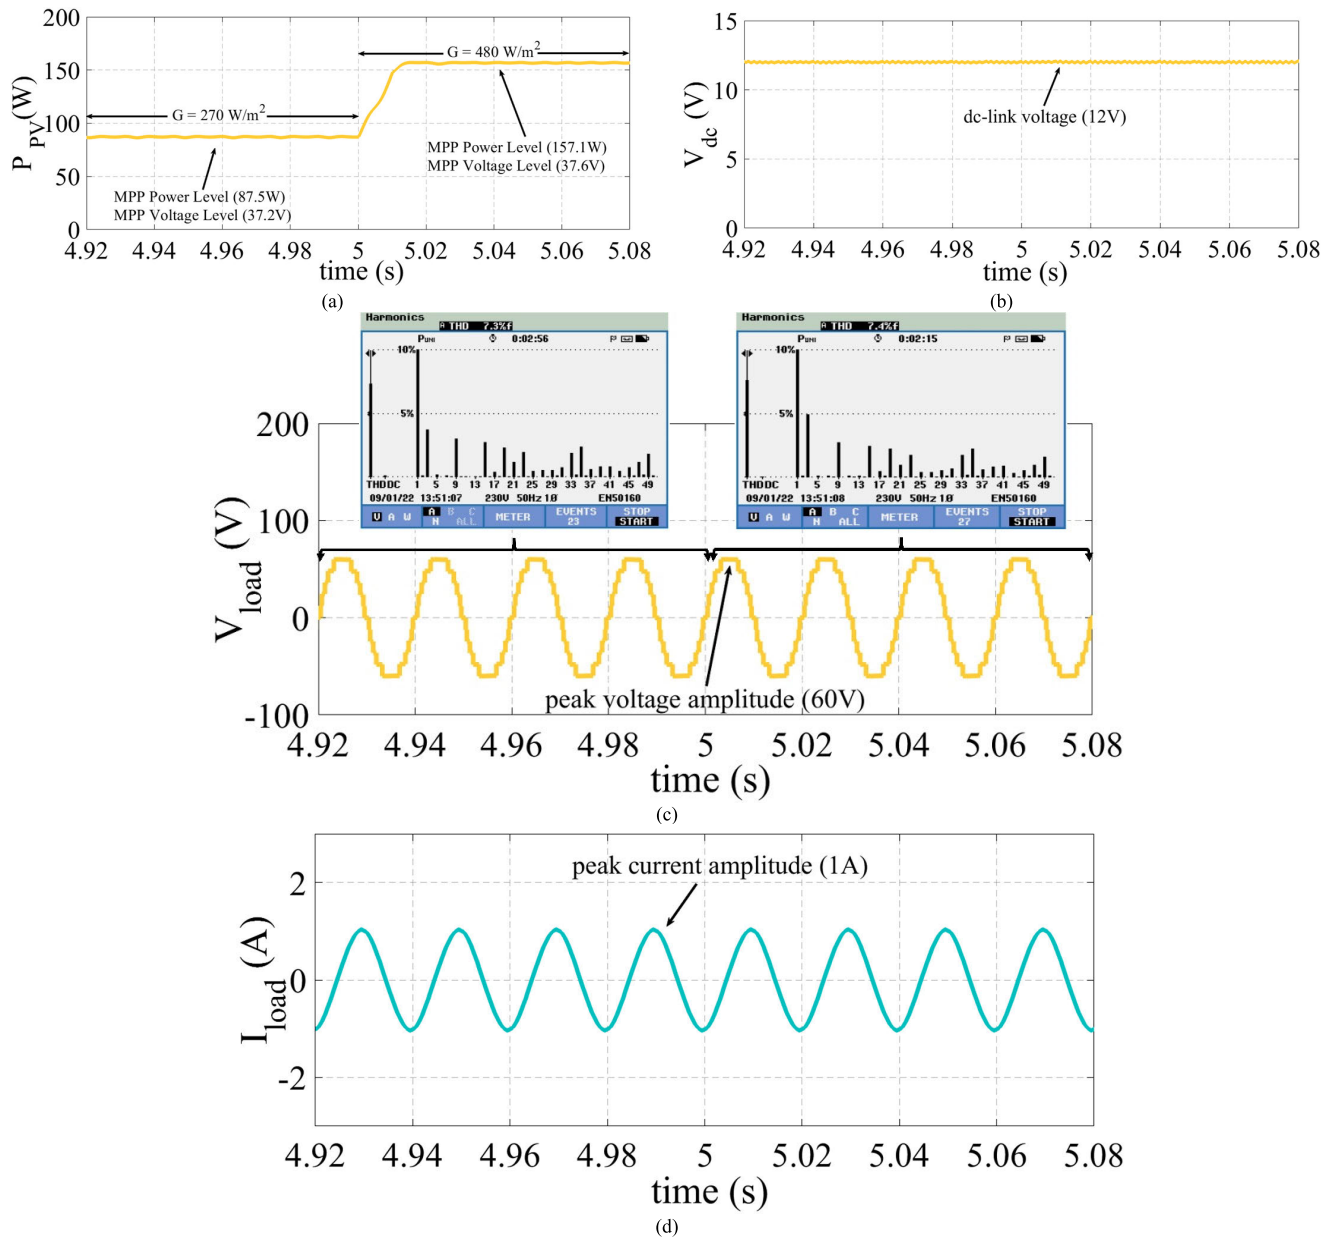 200
150
100
50
0
P_PV(W)
G = 480 W/m²
G = 270 W/m²
MPP Power Level (157.1W)
MPP Voltage Level (37.6V)
MPP Power Level (87.5W)
MPP Voltage Level (37.2V)
4.92 4.94 4.96 4.98 5 5.02 5.04 5.06 5.08
time (s)
(a)
15
10
5
0
V_dc (V)
dc-link voltage (12V)
4.92 4.94 4.96 4.98 5 5.02 5.04 5.06 5.08
time (s)
(b)
Harmonics
A THD 7.3%f
PUNI 0:02:56
10%
5%
THDDC 1 5 9 13 17 21 25 29 33 37 41 45 49
09/01/22 13:51:07 230V 50Hz 1Ø EN50160
V A W A B C N ALL METER EVENTS 23 STOP START
Harmonics
A THD 7.4%f
PUNI 0:02:15
10%
5%
THDDC 1 5 9 13 17 21 25 29 33 37 41 45 49
09/01/22 13:51:08 230V 50Hz 1Ø EN50160
V A W A B C N ALL METER EVENTS 27 STOP START
200
100
0
-100
V_load (V)
peak voltage amplitude (60V)
4.92 4.94 4.96 4.98 5 5.02 5.04 5.06 5.08
time (s)
(c)
2
0
-2
I_load (A)
peak current amplitude (1A)
4.92 4.94 4.96 4.98 5 5.02 5.04 5.06 5.08
time (s)
(d)